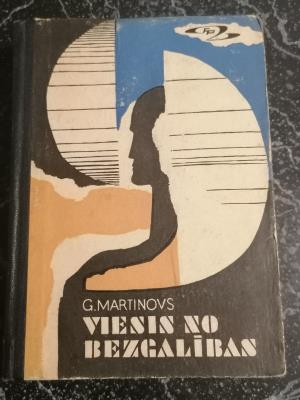 G. MARTINOVS
VIESIS NO
BEZGALĪBAS